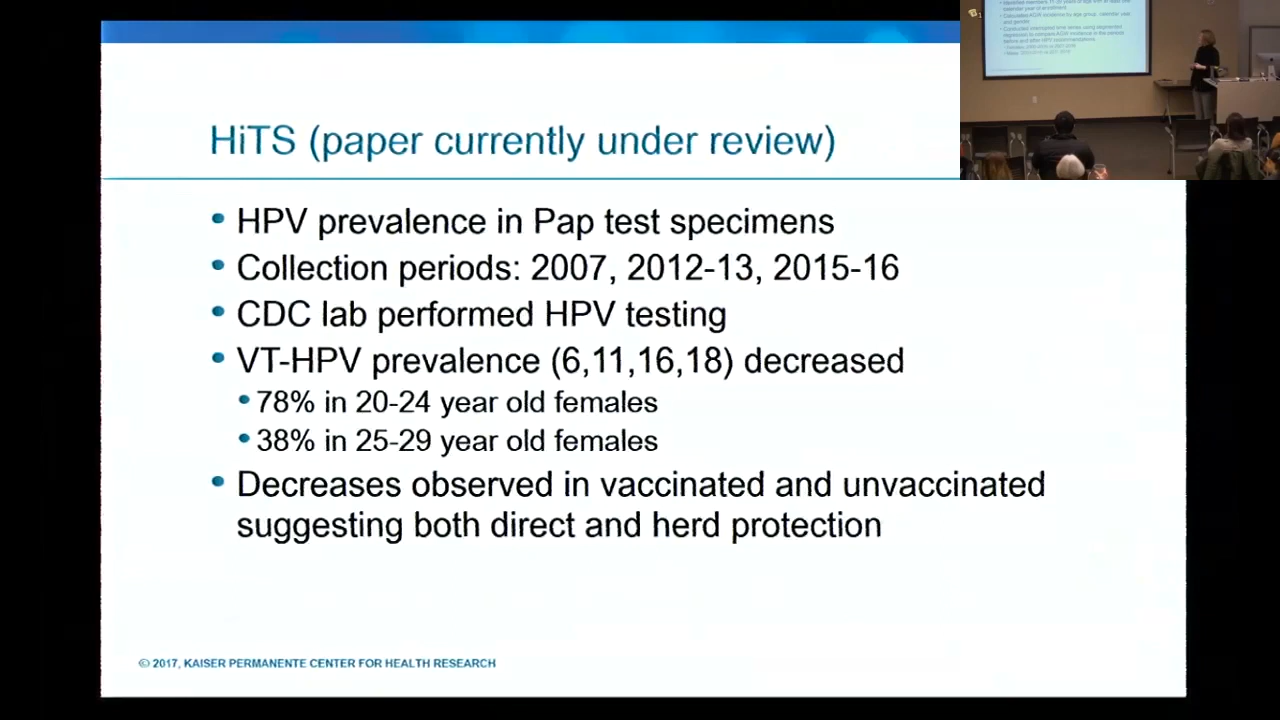 HiTS (paper currently under review)
HPV prevalence in Pap test specimens
Collection periods: 2007, 2012-13, 2015-16
CDC lab performed HPV testing
VT-HPV prevalence (6,11,16,18) decreased
78% in 20-24 year old females
38% in 25-29 year old females
Decreases observed in vaccinated and unvaccinated
suggesting both direct and herd protection
© 2017, KAISER PERMANENTE CENTER FOR HEALTH RESEARCH